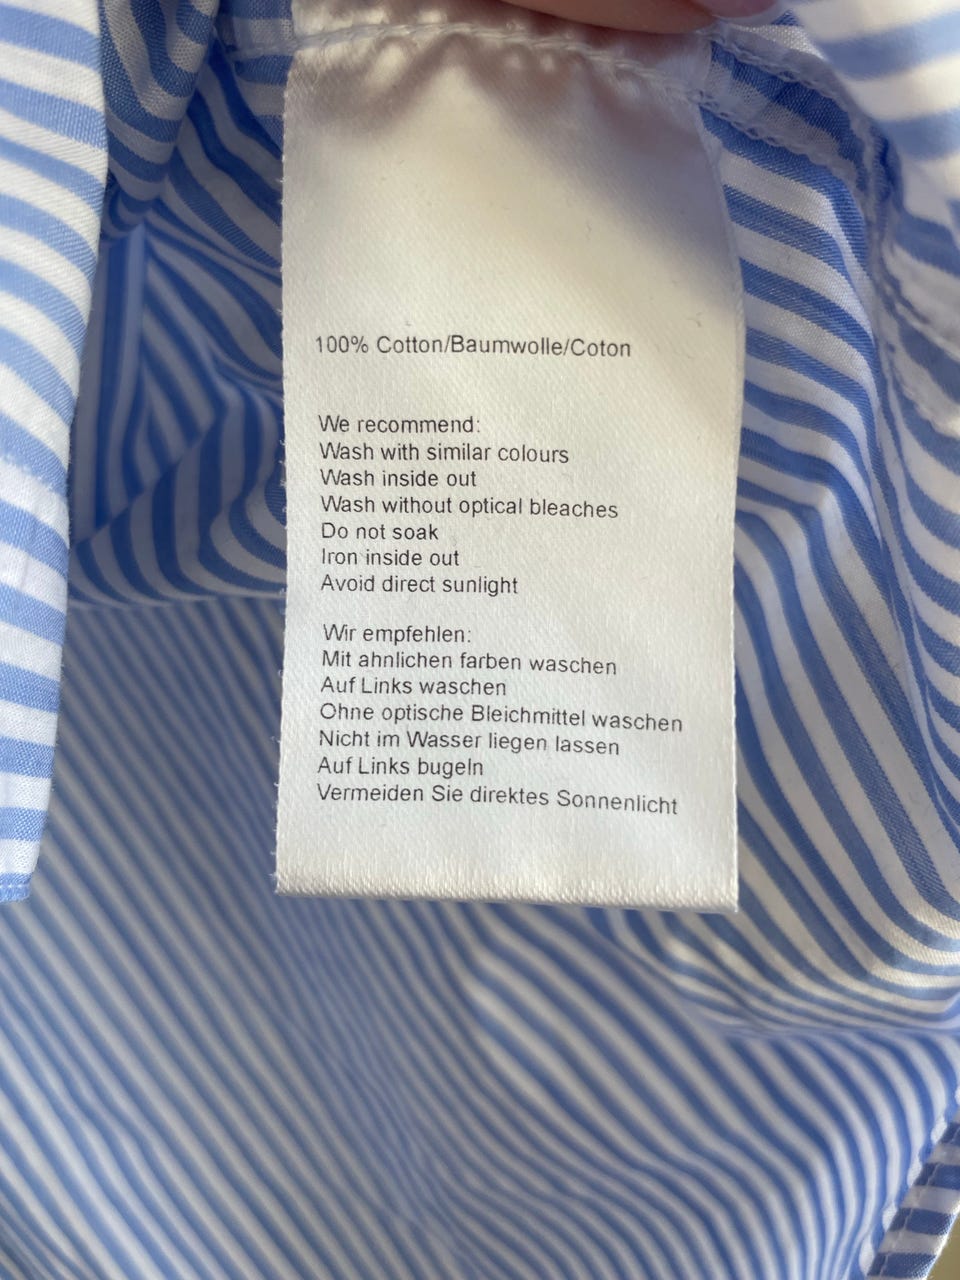 100% Cotton/Baumwolle/Coton
We recommend:
Wash with similar colours
Wash inside out
Wash without optical bleaches
Do not soak
Iron inside out
Avoid direct sunlight
Wir empfehlen:
Mit ahnlichen farben waschen
Auf Links waschen
Ohne optische Bleichmittel waschen
Nicht im Wasser liegen lassen
Auf Links bugeln
Vermeiden Sie direktes Sonnenlicht